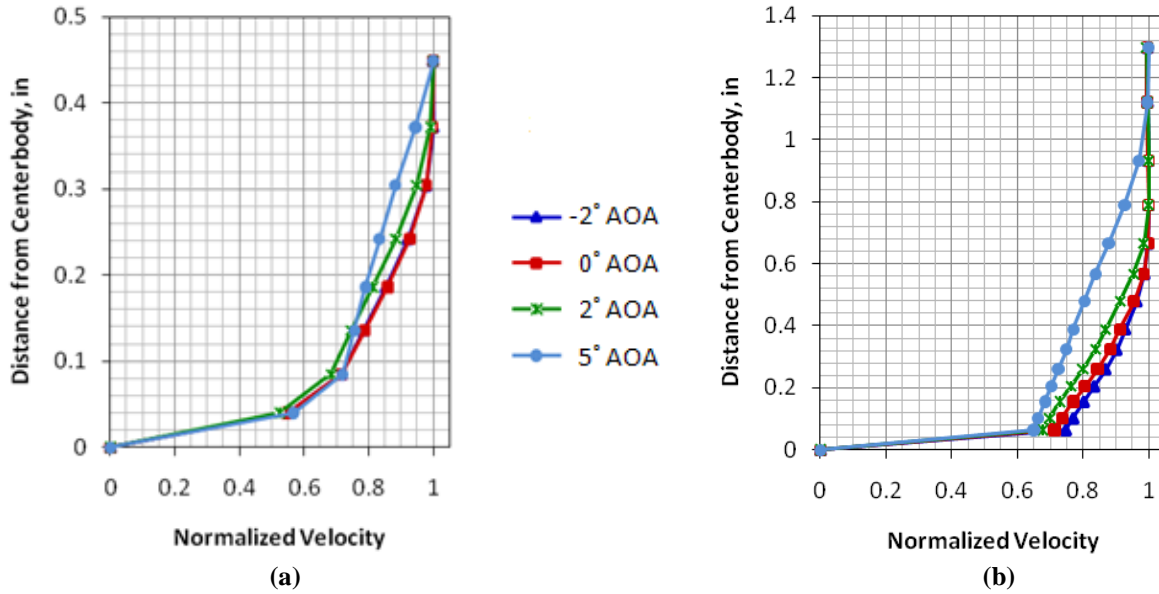 0.5
0.4
0.3
0.2
0.1
0
Distance from Centerbody, in
0 0.2 0.4 0.6 0.8 1
Normalized Velocity
(a)
-2° AOA
0° AOA
2° AOA
5° AOA
1.4
1.2
1
0.8
0.6
0.4
0.2
0
Distance from Centerbody, in
0 0.2 0.4 0.6 0.8 1
Normalized Velocity
(b)